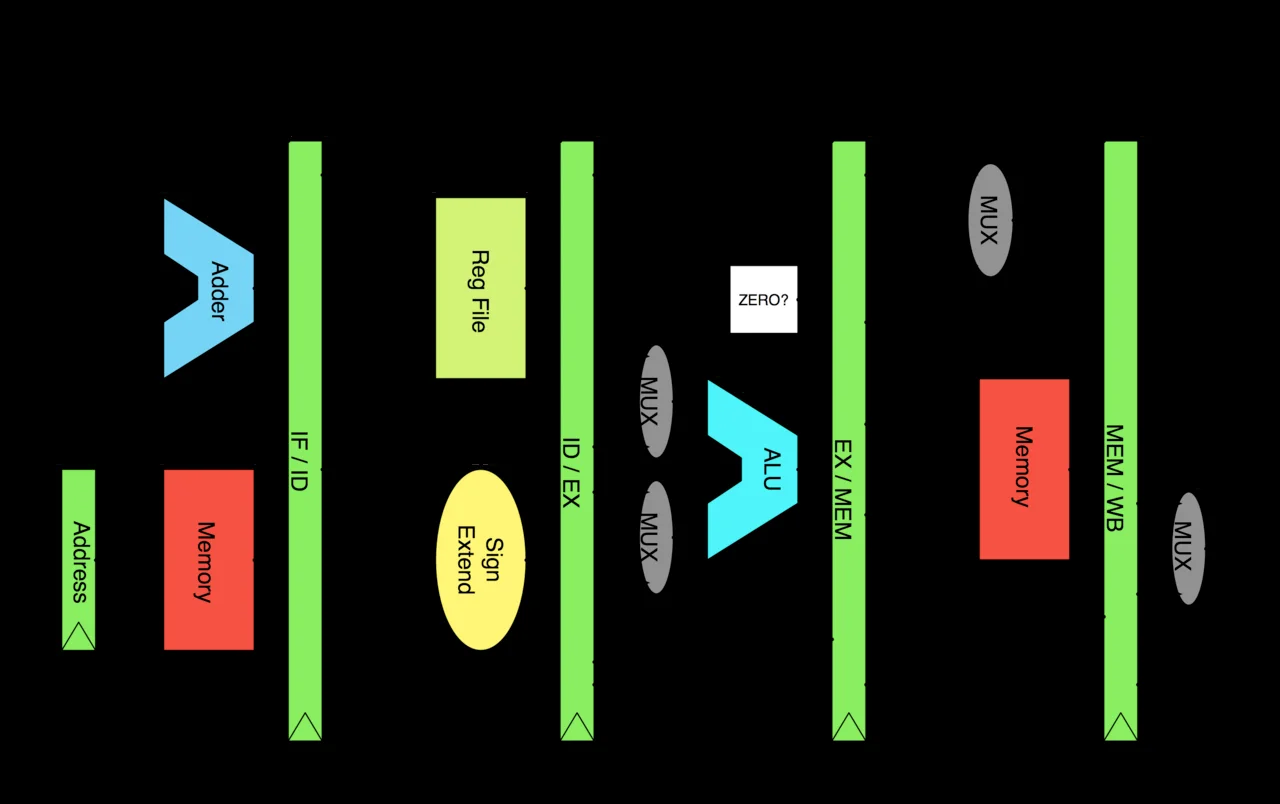 Adder
Address
Memory
IF / ID
Reg File
Sign
Extend
ID / EX
MUX
MUX
ZERO?
ALU
EX / MEM
MUX
Memory
MEM / WB
MUX